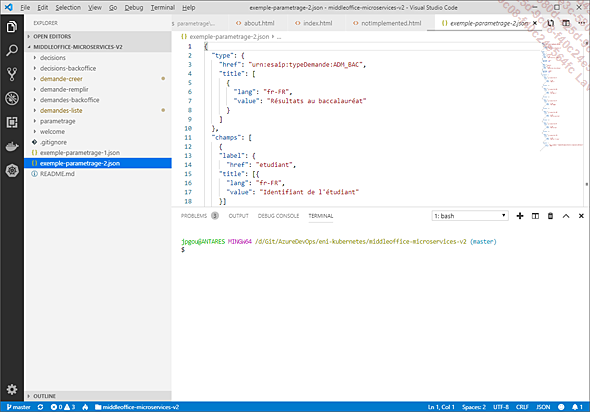 File Edit Selection View Go Debug Terminal Help
exemple-parametrage-2.json - middleoffice-microservices-v2 - Visual Studio Code
EXPLORER
OPEN EDITORS
MIDDLEOFFICE-MICROSERVICES-V2
decisions
decisions-backoffice
demande-creer
demande-remplir
demandes-backoffice
demandes-liste
parametrage
welcome
.gitignore
{} exemple-parametrage-1.json
{} exemple-parametrage-2.json
README.md
OUTLINE
parametrage about.html index.html notimplemented.html {} exemple-parametrage-2.json
{} exemple-parametrage-2.json > ...
1 {
2 "type": {
3 "href": "urn:esalp:typeDemande:ADM_BAC",
4 "title": [
5 {
6 "lang": "fr-FR",
7 "value": "Résultats au baccalauréat"
8 }
9 ]
10 },
11 "champs": [
12 {
13 "label": {
14 "href": "etudiant",
15 "title": [{
16 "lang": "fr-FR",
17 "value": "Identifiant de l'étudiant"
18 }]
PROBLEMS 3 OUTPUT DEBUG CONSOLE TERMINAL 1: bash
jpgou@ANTARES MINGW64 /d/Git/AzureDevOps/eni-kubernetes/middleoffice-microservices-v2 (master)
$
master 0 3 middleoffice-microservices-v2 Ln 1, Col 1 Spaces: 2 UTF-8 CRLF JSON 1